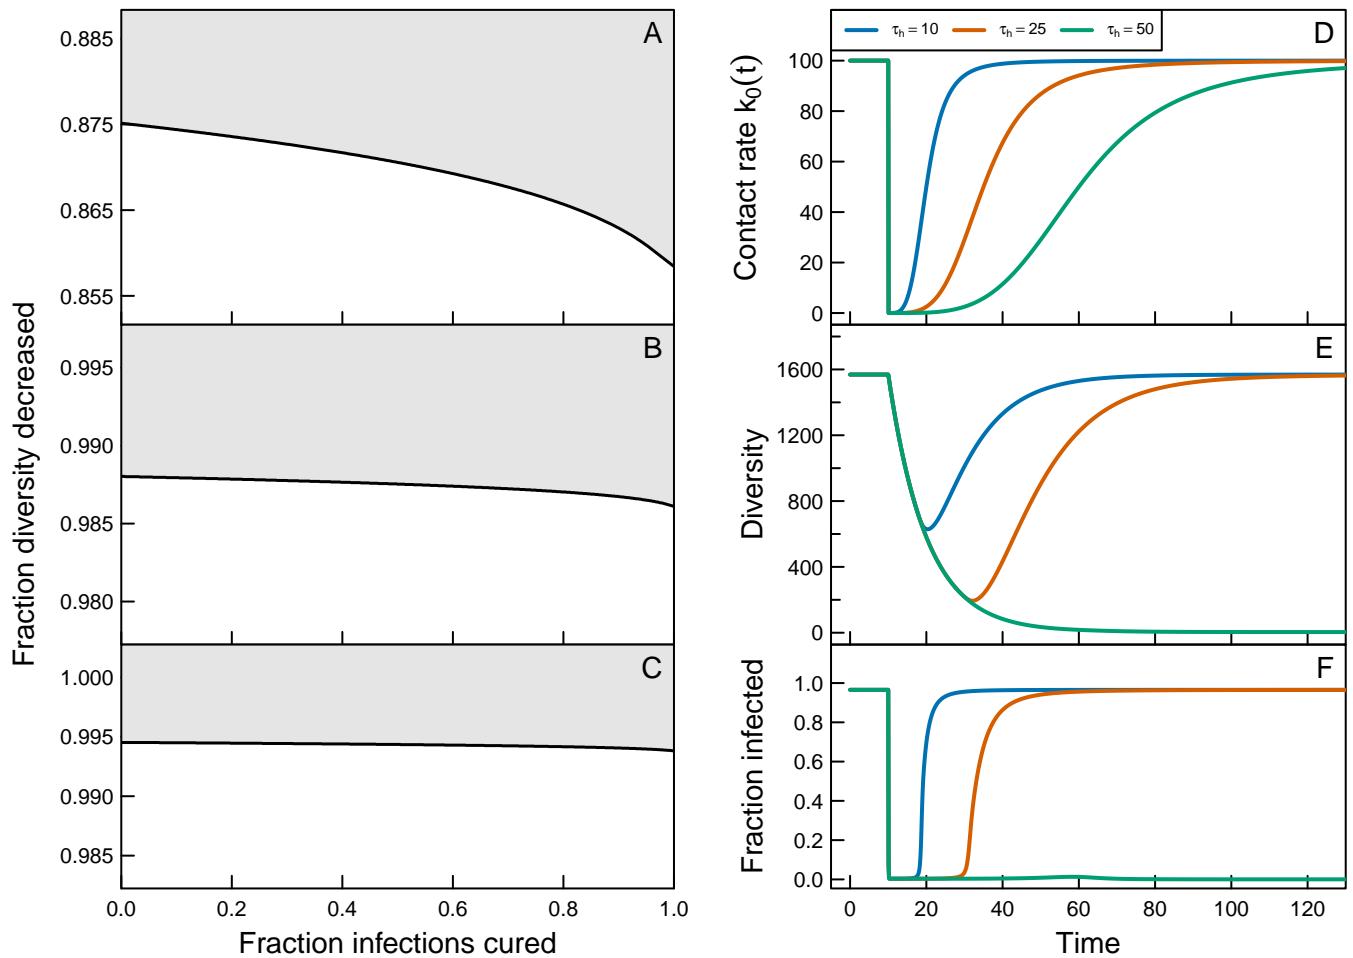 Fraction diversity decreased
A
0.885
0.875
0.865
0.855
B
0.995
0.990
0.985
0.980
C
1.000
0.995
0.990
0.985
0.0 0.2 0.4 0.6 0.8 1.0
Fraction infections cured
τh = 10 τh = 25 τh = 50
D
Contact rate k0(t)
100
80
60
40
20
0
E
Diversity
1600
1200
800
400
0
F
Fraction infected
1.0
0.8
0.6
0.4
0.2
0.0
0 20 40 60 80 100 120
Time